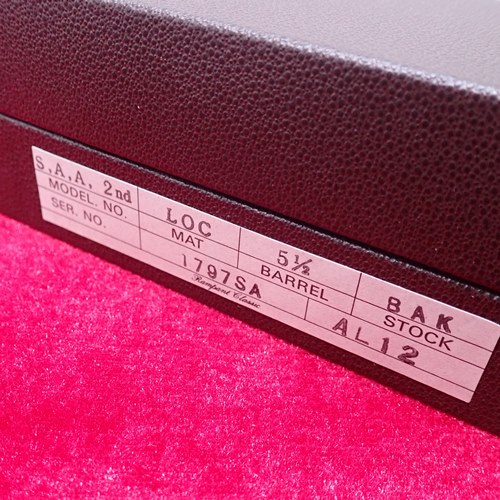 S.A.A. 2nd LOC 5½ BAK
MODEL. NO. MAT BARREL STOCK
SER. NO. 1797SA AL12
Rampant Classic